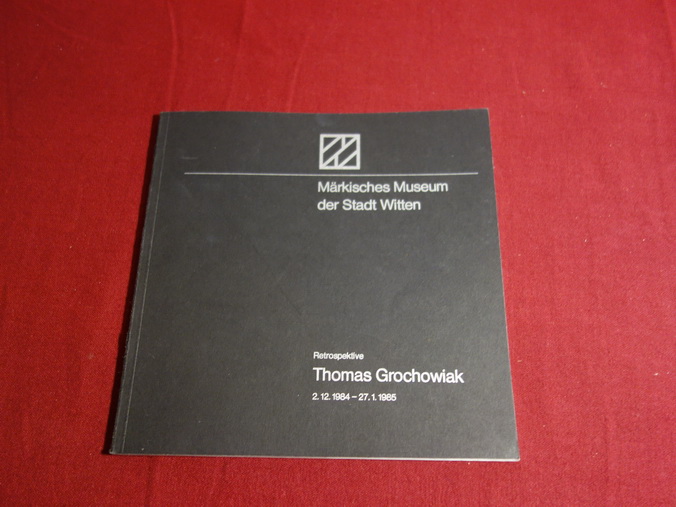 Märkisches Museum
der Stadt Witten
Retrospektive
Thomas Grochowiak
2.12.1984 – 27.1.1985